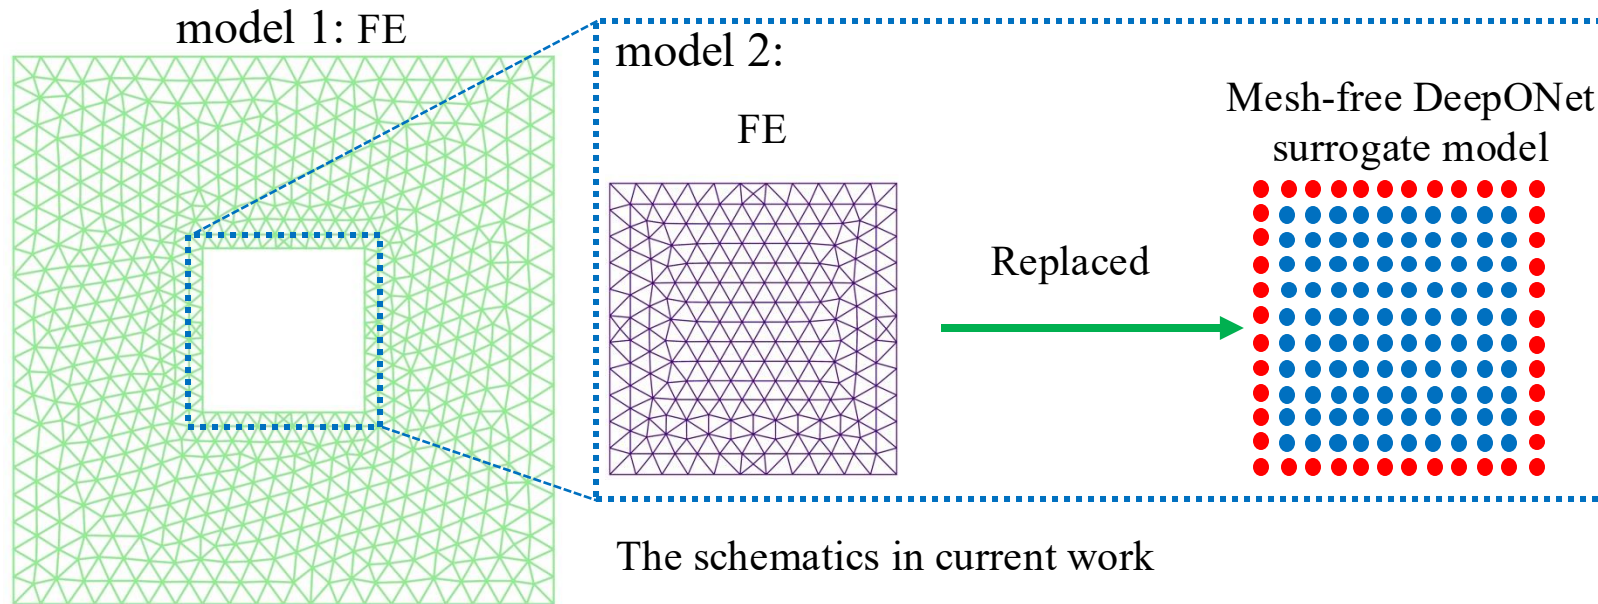 model 1: FE
model 2:
FE
Mesh-free DeepONet
surrogate model
Replaced
The schematics in current work